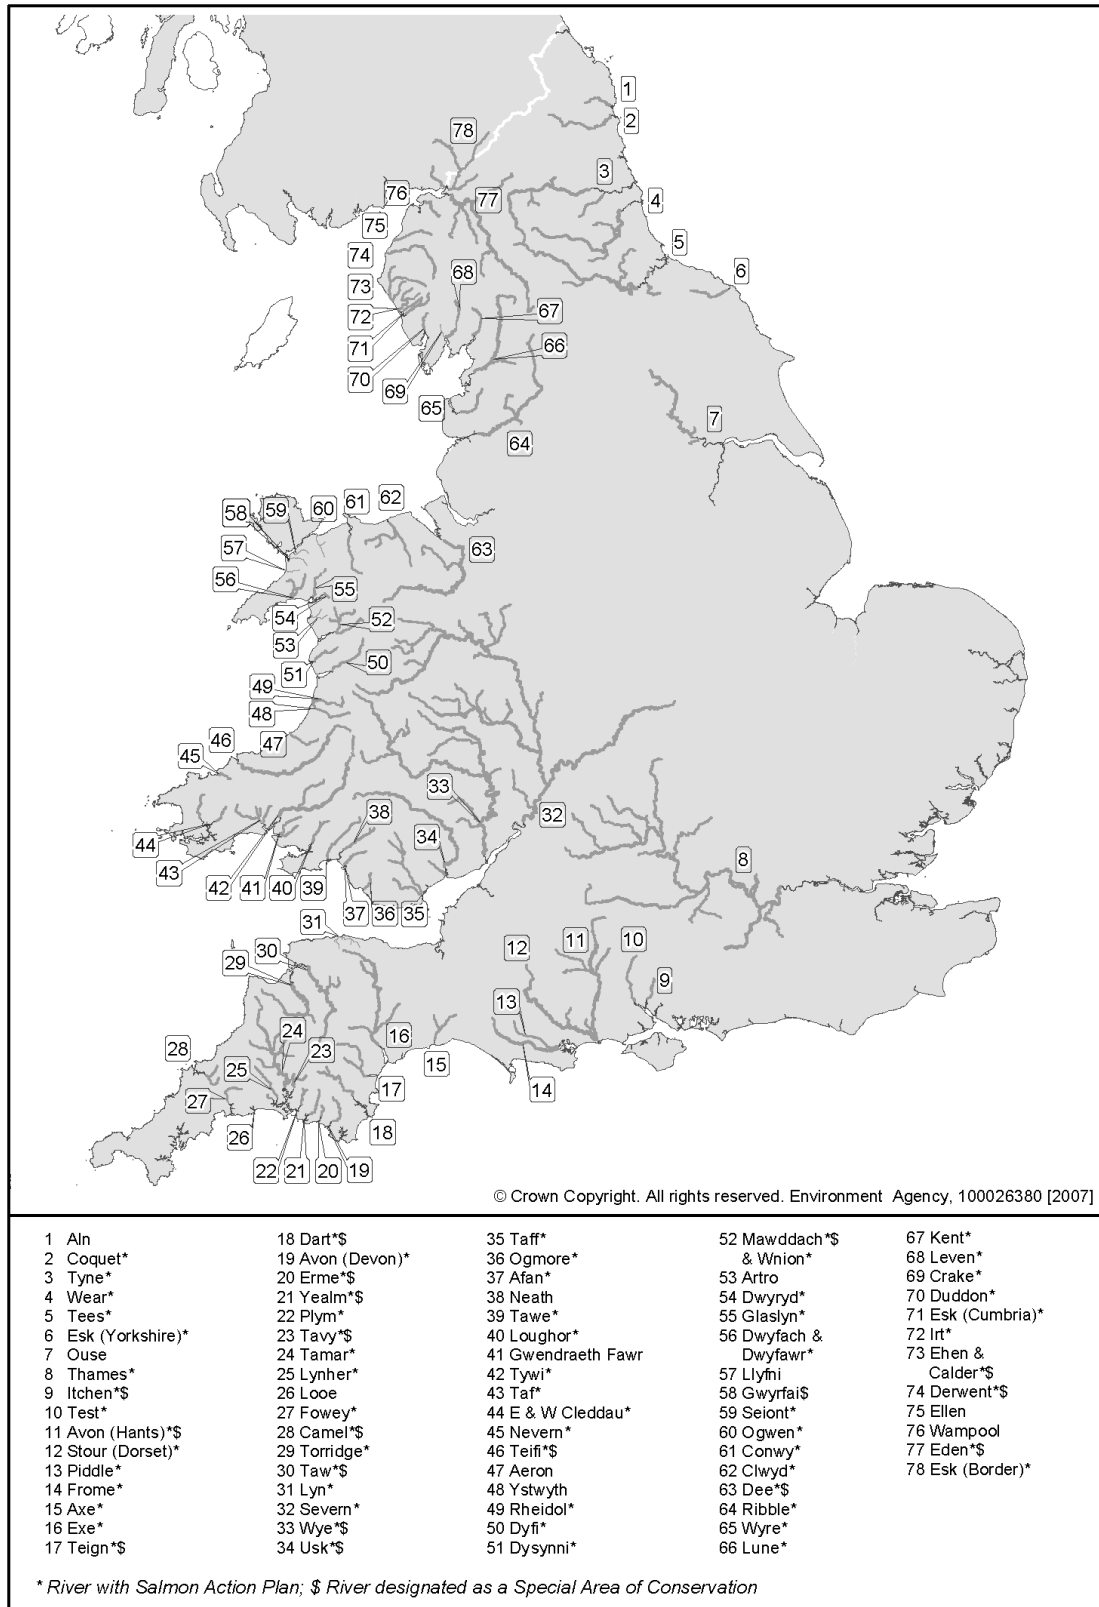 1
2
78
3
76
77
4
75
5
74
6
68
73
67
72
66
71
70
69
65
7
64
62
61
60
59
58
57
63
56
55
54
52
53
51
50
49
48
46
47
45
33
32
38
34
8
44
43
42
41
40
39
37
36
35
31
30
12
11
10
29
9
13
24
16
28
23
15
25
17
14
27
26
18
22
21
20
19
© Crown Copyright. All rights reserved. Environment Agency, 100026380 [2007]
1 Aln
2 Coquet*
3 Tyne*
4 Wear*
5 Tees*
6 Esk (Yorkshire)*
7 Ouse
8 Thames*
9 Itchen*$
10 Test*
11 Avon (Hants)*$
12 Stour (Dorset)*
13 Piddle*
14 Frome*
15 Axe*
16 Exe*
17 Teign*$
18 Dart*$
19 Avon (Devon)*
20 Erme*$
21 Yealm*$
22 Plym*
23 Tavy*$
24 Tamar*
25 Lynher*
26 Looe
27 Fowey*
28 Camel*$
29 Torridge*
30 Taw*$
31 Lyn*
32 Severn*
33 Wye*$
34 Usk*$
35 Taff*
36 Ogmore*
37 Afan*
38 Neath
39 Tawe*
40 Loughor*
41 Gwendraeth Fawr
42 Tywi*
43 Taf*
44 E & W Cleddau*
45 Nevern*
46 Teifi*$
47 Aeron
48 Ystwyth
49 Rheidol*
50 Dyfi*
51 Dysynni*
52 Mawddach*$
& Wnion*
53 Artro
54 Dwyryd*
55 Glaslyn*
56 Dwyfach &
Dwyfawr*
57 Llyfni
58 Gwyrfai$
59 Seiont*
60 Ogwen*
61 Conwy*
62 Clwyd*
63 Dee*$
64 Ribble*
65 Wyre*
66 Lune*
67 Kent*
68 Leven*
69 Crake*
70 Duddon*
71 Esk (Cumbria)*
72 Irt*
73 Ehen &
Calder*$
74 Derwent*$
75 Ellen
76 Wampool
77 Eden*$
78 Esk (Border)*
* River with Salmon Action Plan; $ River designated as a Special Area of Conservation